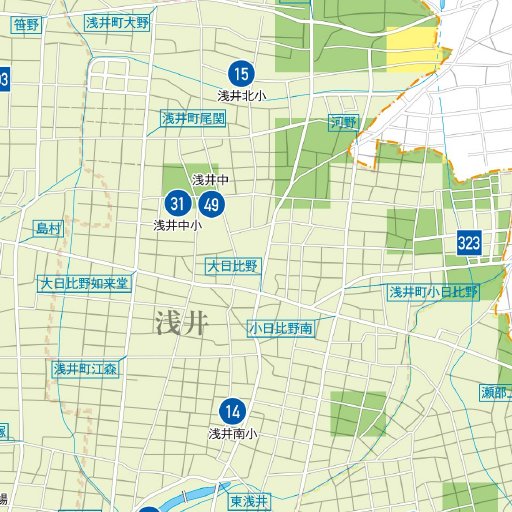 笹野
浅井町大野
15
浅井北小
浅井町尾関
河野
浅井中
31
49
浅井中小
島村
323
大日比野
大日比野如来堂
浅井町小日比野
浅井
小日比野南
浅井町江森
瀬部
14
浅井南小
東浅井